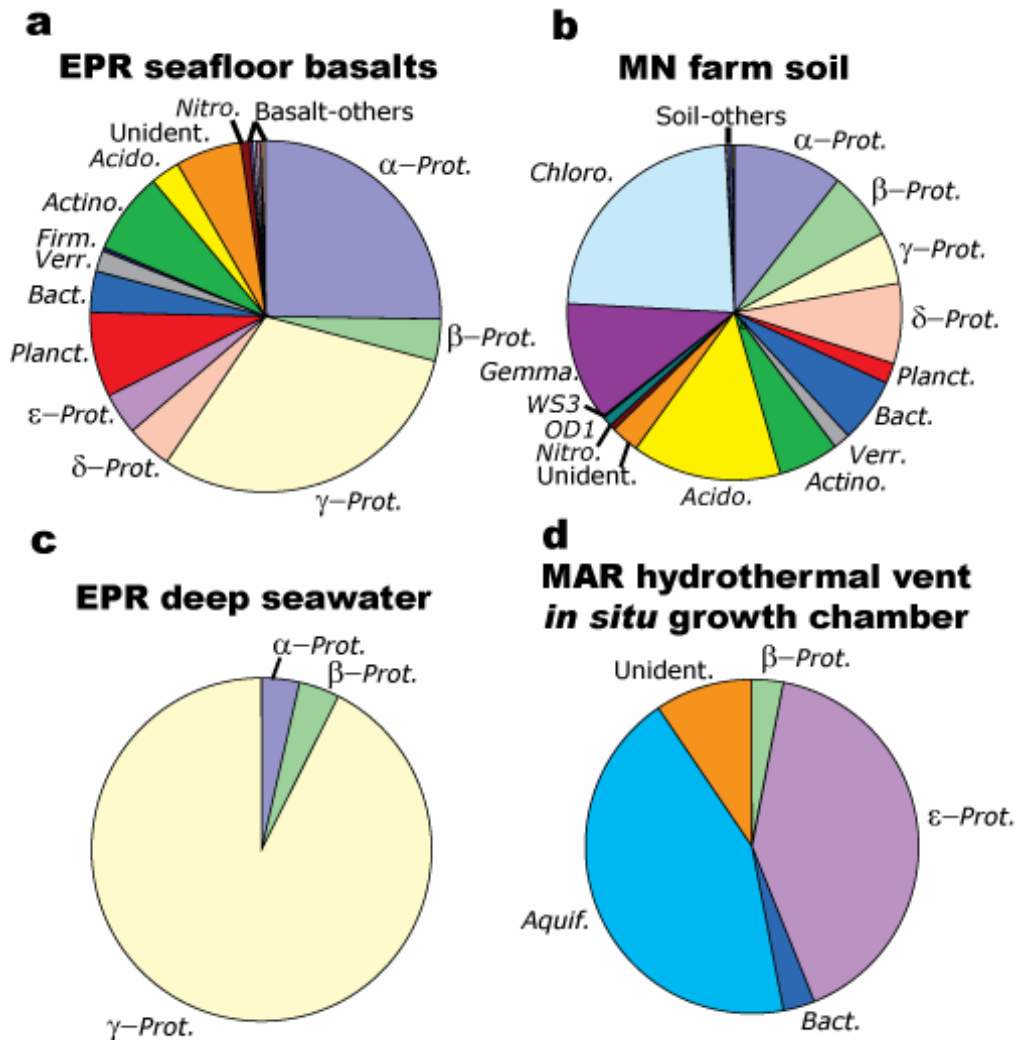 a
EPR seafloor basalts
Nitro.
Basalt-others
Unident.
Acido.
Actino.
Firm.
Verr.
Bact.
Planct.
ε–Prot.
δ–Prot.
γ–Prot.
β–Prot.
α–Prot.
b
MN farm soil
Soil-others
α–Prot.
Chloro.
β–Prot.
γ–Prot.
δ–Prot.
Planct.
Bact.
Verr.
Actino.
Acido.
Unident.
Nitro.
OD1
WS3
Gemma.
c
EPR deep seawater
α–Prot.
β–Prot.
γ–Prot.
d
MAR hydrothermal vent
in situ growth chamber
Unident.
β–Prot.
ε–Prot.
Aquif.
Bact.